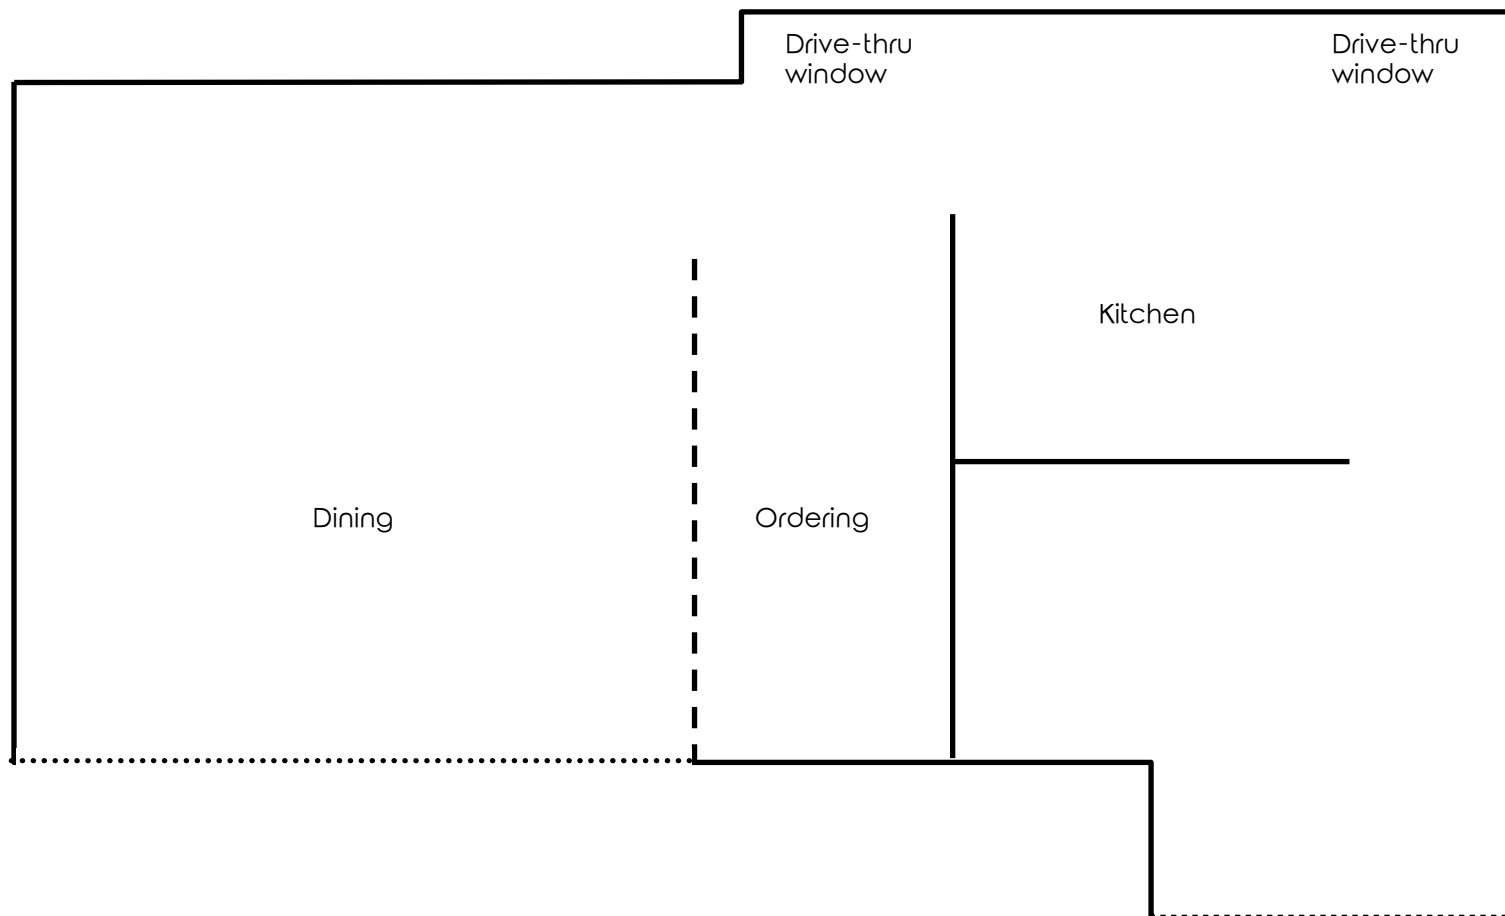 Drive-thru
window
Drive-thru
window
Kitchen
Dining
Ordering